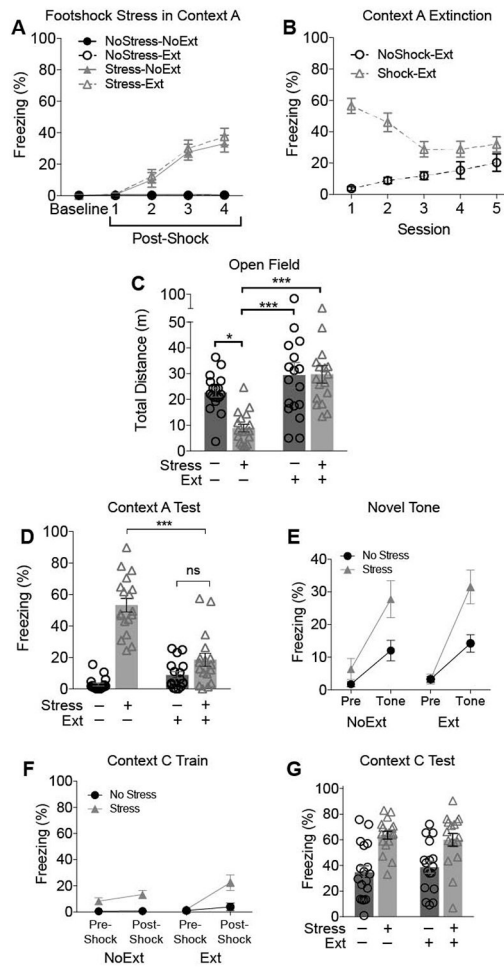 A
Footshock Stress in Context A
Freezing (%)
100
80
60
40
20
0
NoStress-NoExt
NoStress-Ext
Stress-NoExt
Stress-Ext
Baseline 1 2 3 4
Post-Shock
B
Context A Extinction
Freezing (%)
100
80
60
40
20
0
NoShock-Ext
Shock-Ext
1 2 3 4 5
Session
C
Open Field
Total Distance (m)
100
50
40
30
20
10
0
***
***
*
Stress − + − +
Ext − − + +
D
Context A Test
Freezing (%)
100
80
60
40
20
0
***
ns
Stress − + − +
Ext − − + +
E
Novel Tone
Freezing (%)
40
30
20
10
0
No Stress
Stress
Pre Tone Pre Tone
NoExt Ext
F
Context C Train
Freezing (%)
100
80
60
40
20
0
No Stress
Stress
Pre- Post- Pre- Post-
Shock Shock Shock Shock
NoExt Ext
G
Context C Test
Freezing (%)
100
80
60
40
20
0
Stress − + − +
Ext − − + +